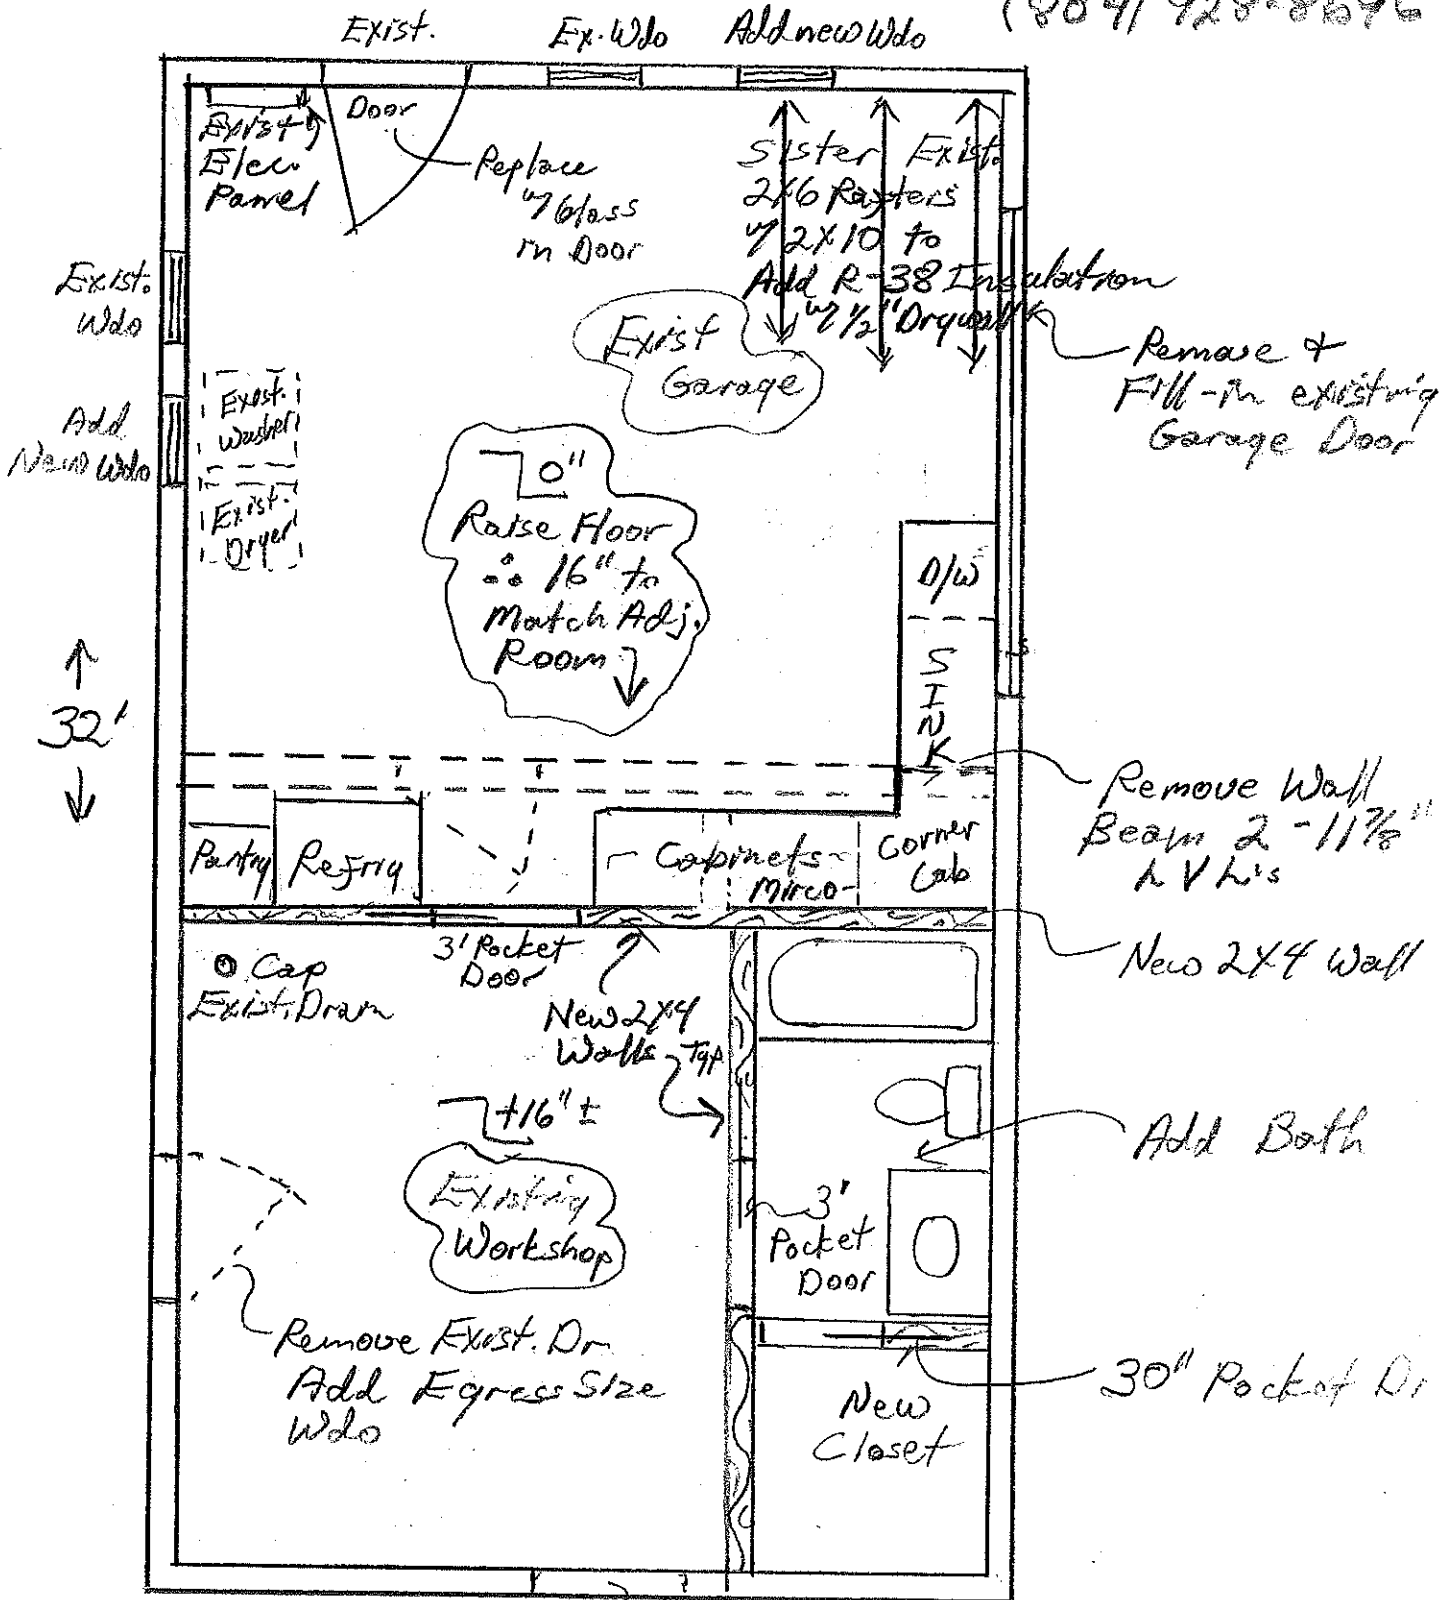 Exist.
Ex. Wdo
Add new Wdo
Exist'g
Elec.
Pannel
Door
Replace
w/ Glass
in Door
Sister Exist.
2X6 Rafters
w/ 2X10 to
Add R-38 Insulation
w/ 1/2" Drywall
Exist.
Wdo
Add
New Wdo
Exist.
Washer
Exist.
Dryer
Exist
Garage
Remove &
Fill-in existing
Garage Door
0"
Raise Floor
16" to
Match Adj.
Room
D/W
SINK
32'
Remove Wall
Beam 2 - 11 7/8"
LVL's
Pantry
Refrig
Cabinets
Mirco
Corner
Cab
3' Pocket
Door
New 2X4 Wall
Cap
Exist. Drain
New 2X4
Walls Typ
+16" ±
Existing
Workshop
Add Bath
3'
Pocket
Door
Remove Exist. Dr
Add Egress Size
Wdo
30" Pocket Dr
New
Closet